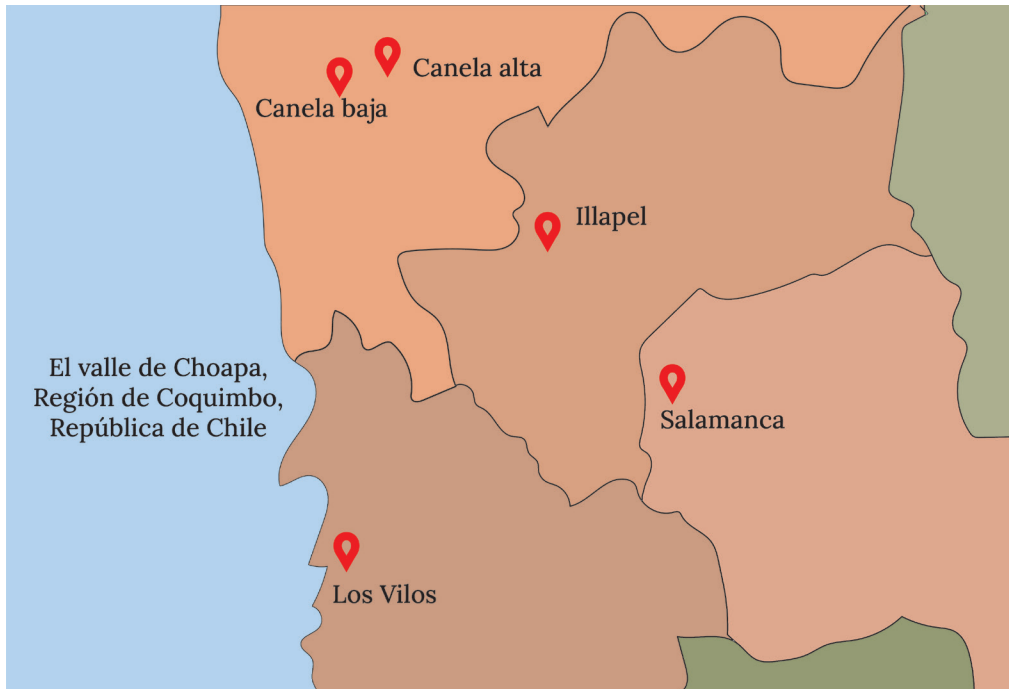 Canela alta
Canela baja
Illapel
El valle de Choapa,
Región de Coquimbo,
República de Chile
Salamanca
Los Vilos